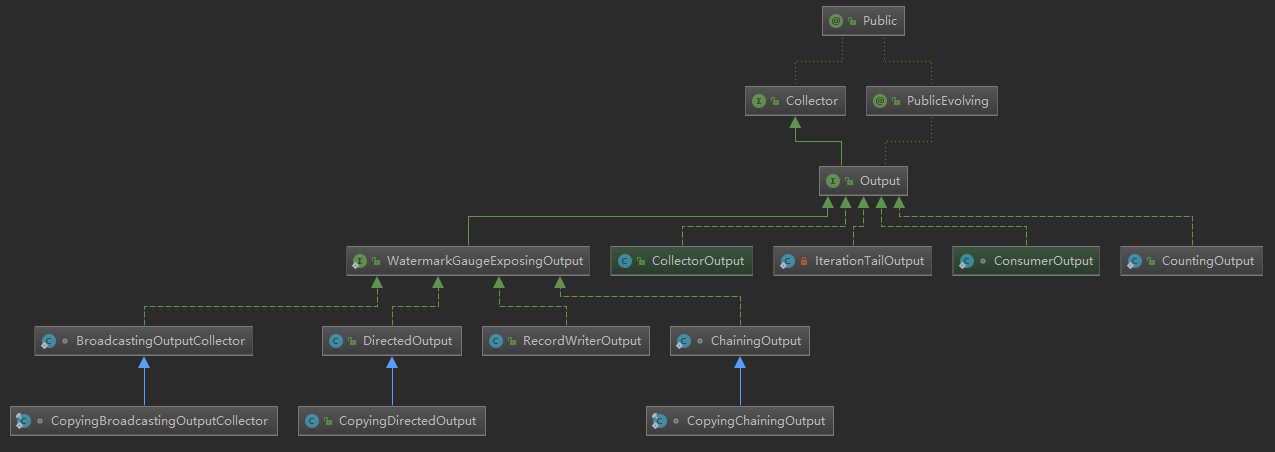 Public
Collector
PublicEvolving
Output
WatermarkGaugeExposingOutput
CollectorOutput
IterationTailOutput
ConsumerOutput
CountingOutput
BroadcastingOutputCollector
DirectedOutput
RecordWriterOutput
ChainingOutput
CopyingBroadcastingOutputCollector
CopyingDirectedOutput
CopyingChainingOutput